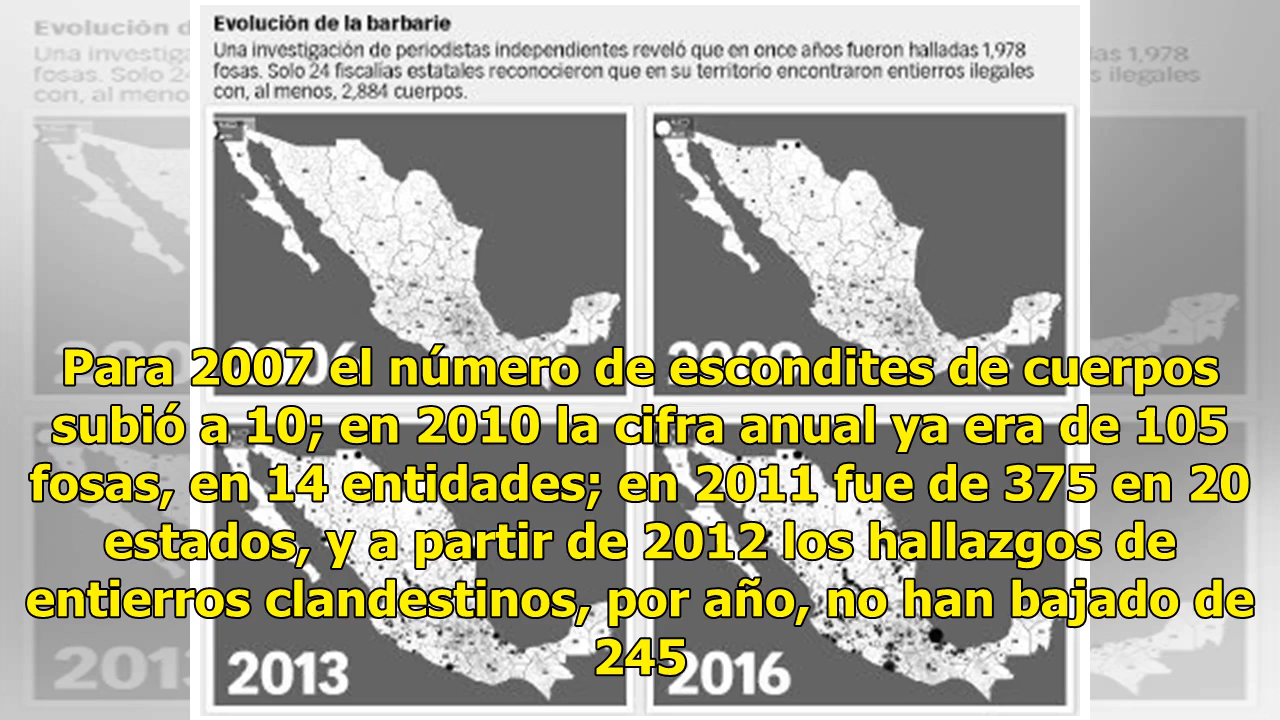 Evolución de la barbarie
Una investigación de periodistas independientes reveló que en once años fueron halladas 1,978
fosas. Solo 24 fiscalías estatales reconocieron que en su territorio encontraron entierros ilegales
con, al menos, 2,884 cuerpos.
Para 2007 el número de escondites de cuerpos
subió a 10; en 2010 la cifra anual ya era de 105
fosas, en 14 entidades; en 2011 fue de 375 en 20
estados, y a partir de 2012 los hallazgos de
entierros clandestinos, por año, no han bajado de
245
2013
2016